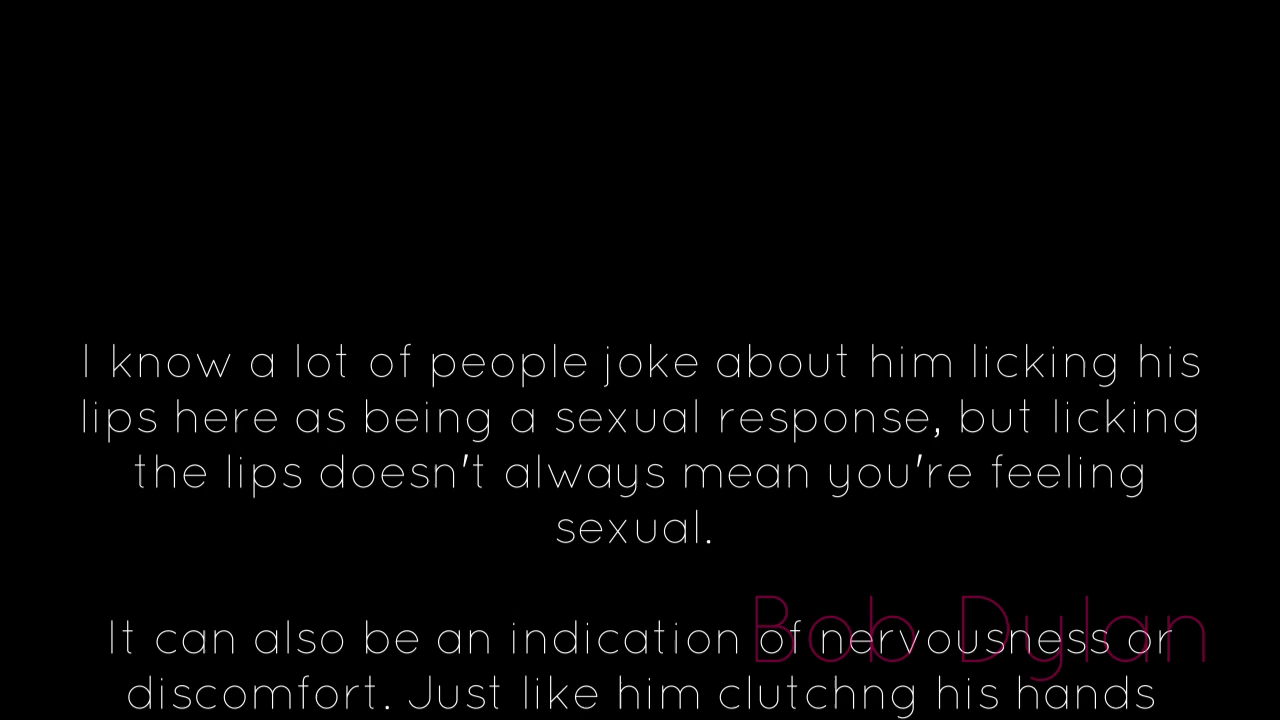 I know a lot of people joke about him licking his
lips here as being a sexual response, but licking
the lips doesn't always mean you're feeling
sexual.
Bob Dylan
It can also be an indication of nervousness or
discomfort. Just like him clutchng his hands